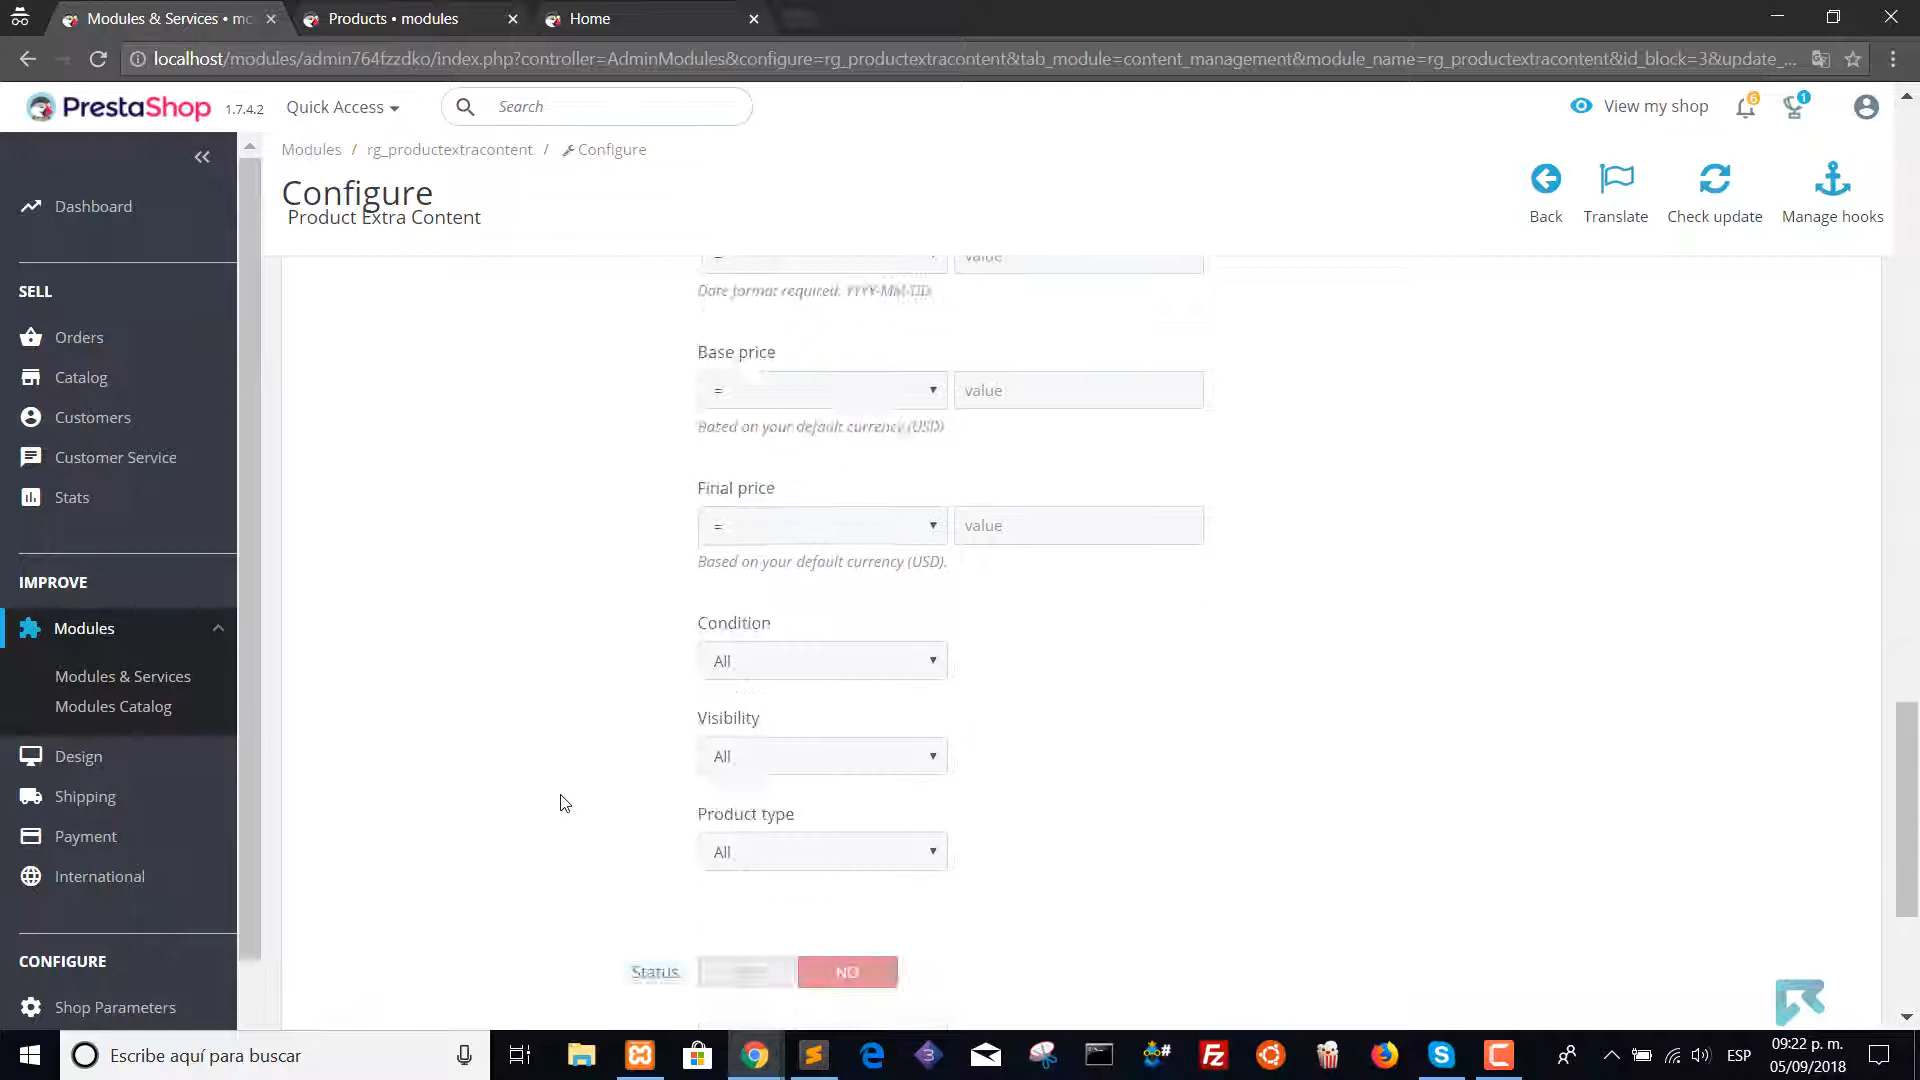 Modules & Services • mc
Products • modules
Home
localhost/modules/admin764fzzdko/index.php?controller=AdminModules&configure=rg_productextracontent&tab_module=content_management&module_name=rg_productextracontent&id_block=3&update_...
PrestaShop 1.7.4.2
Quick Access
Search
View my shop
6
1
Modules / rg_productextracontent / Configure
Configure
Product Extra Content
Back
Translate
Check update
Manage hooks
Dashboard
SELL
Orders
Catalog
Customers
Customer Service
Stats
IMPROVE
Modules
Modules & Services
Modules Catalog
Design
Shipping
Payment
International
CONFIGURE
Shop Parameters
= value
Date format required. YYYY-MM-DD
Base price
= value
Based on your default currency (USD)
Final price
= value
Based on your default currency (USD).
Condition
All
Visibility
All
Product type
All
Status
NO
Escribe aquí para buscar
ESP
09:22 p. m.
05/09/2018